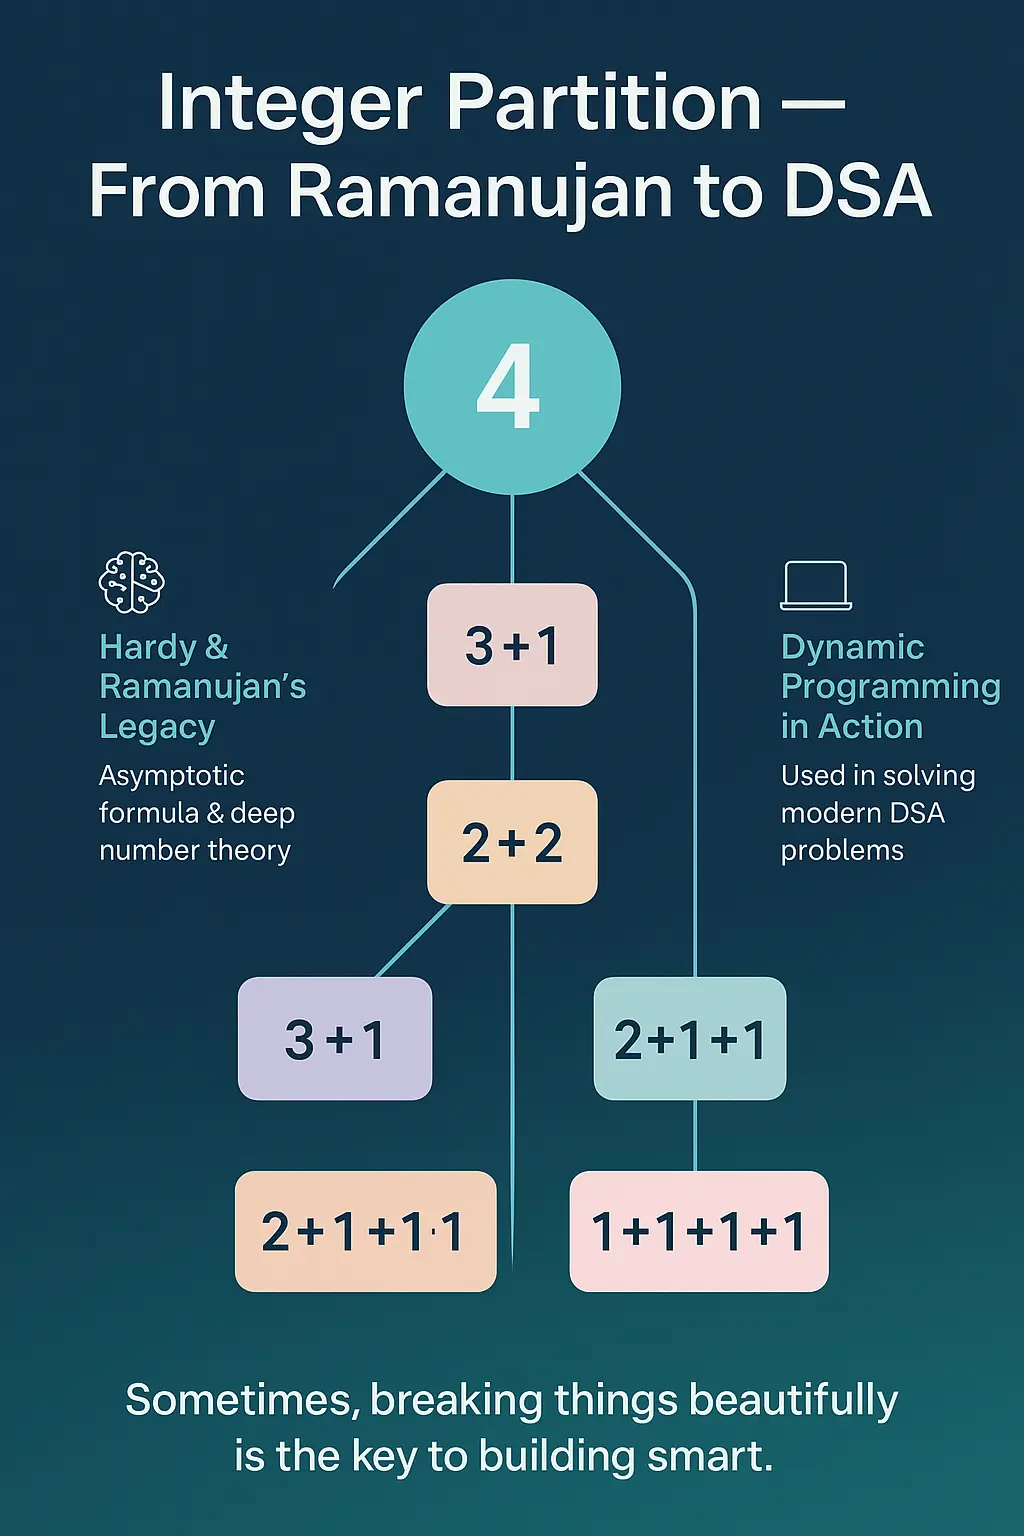 Integer Partition —
From Ramanujan to DSA
4
3+1
Hardy &
Ramanujan's
Legacy
Asymptotic
formula & deep
number theory
Dynamic
Programming
in Action
Used in solving
modern DSA
problems
2+2
3+1
2+1+1
2+1+1·1
1+1+1+1
Sometimes, breaking things beautifully
is the key to building smart.